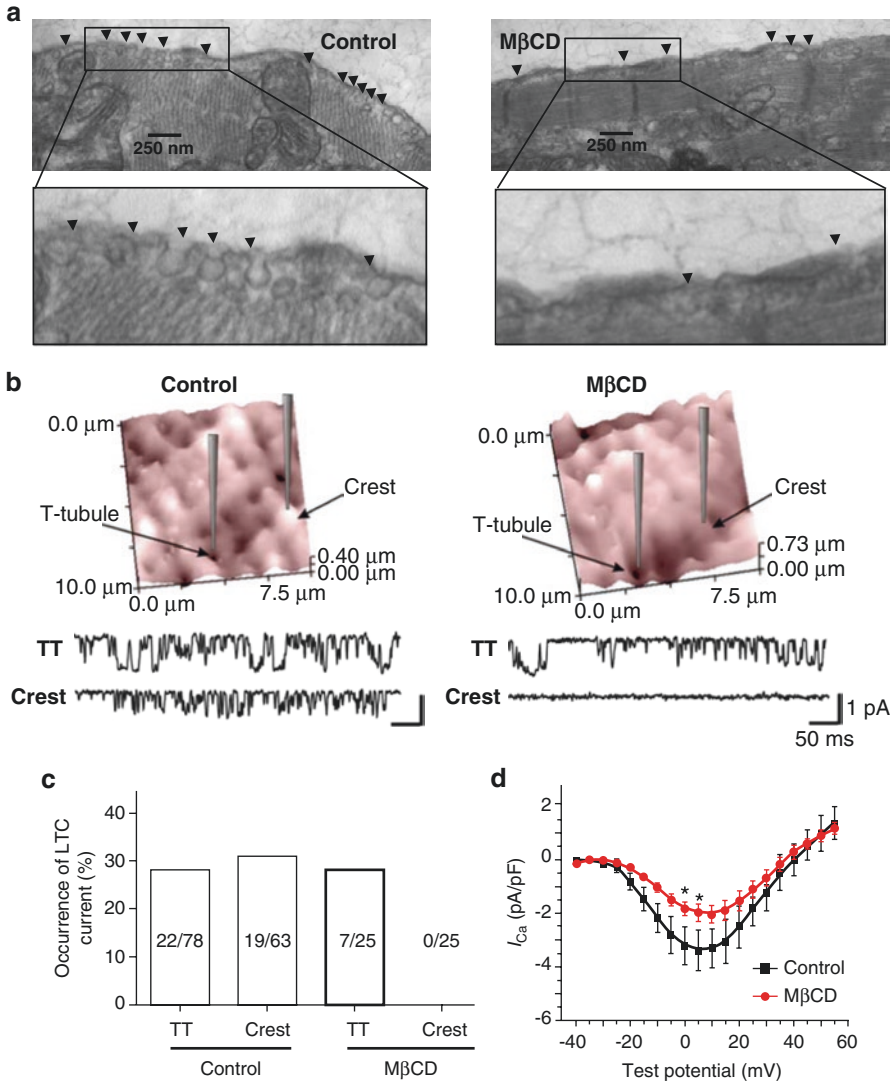 a
Control
250 nm
MβCD
250 nm
b
Control
0.0 μm
T-tubule
Crest
0.40 μm
0.00 μm
10.0 μm
0.0 μm
7.5 μm
TT
Crest
MβCD
0.0 μm
T-tubule
Crest
0.73 μm
0.00 μm
10.0 μm
0.0 μm
7.5 μm
TT
Crest
1 pA
50 ms
c
Occurrence of LTC
current (%)
40
30
20
10
0
22/78
19/63
7/25
0/25
TT
Crest
TT
Crest
Control
MβCD
d
I_Ca (pA/pF)
2
0
-2
-4
-6
* *
Control
MβCD
-40
-20
0
20
40
60
Test potential (mV)